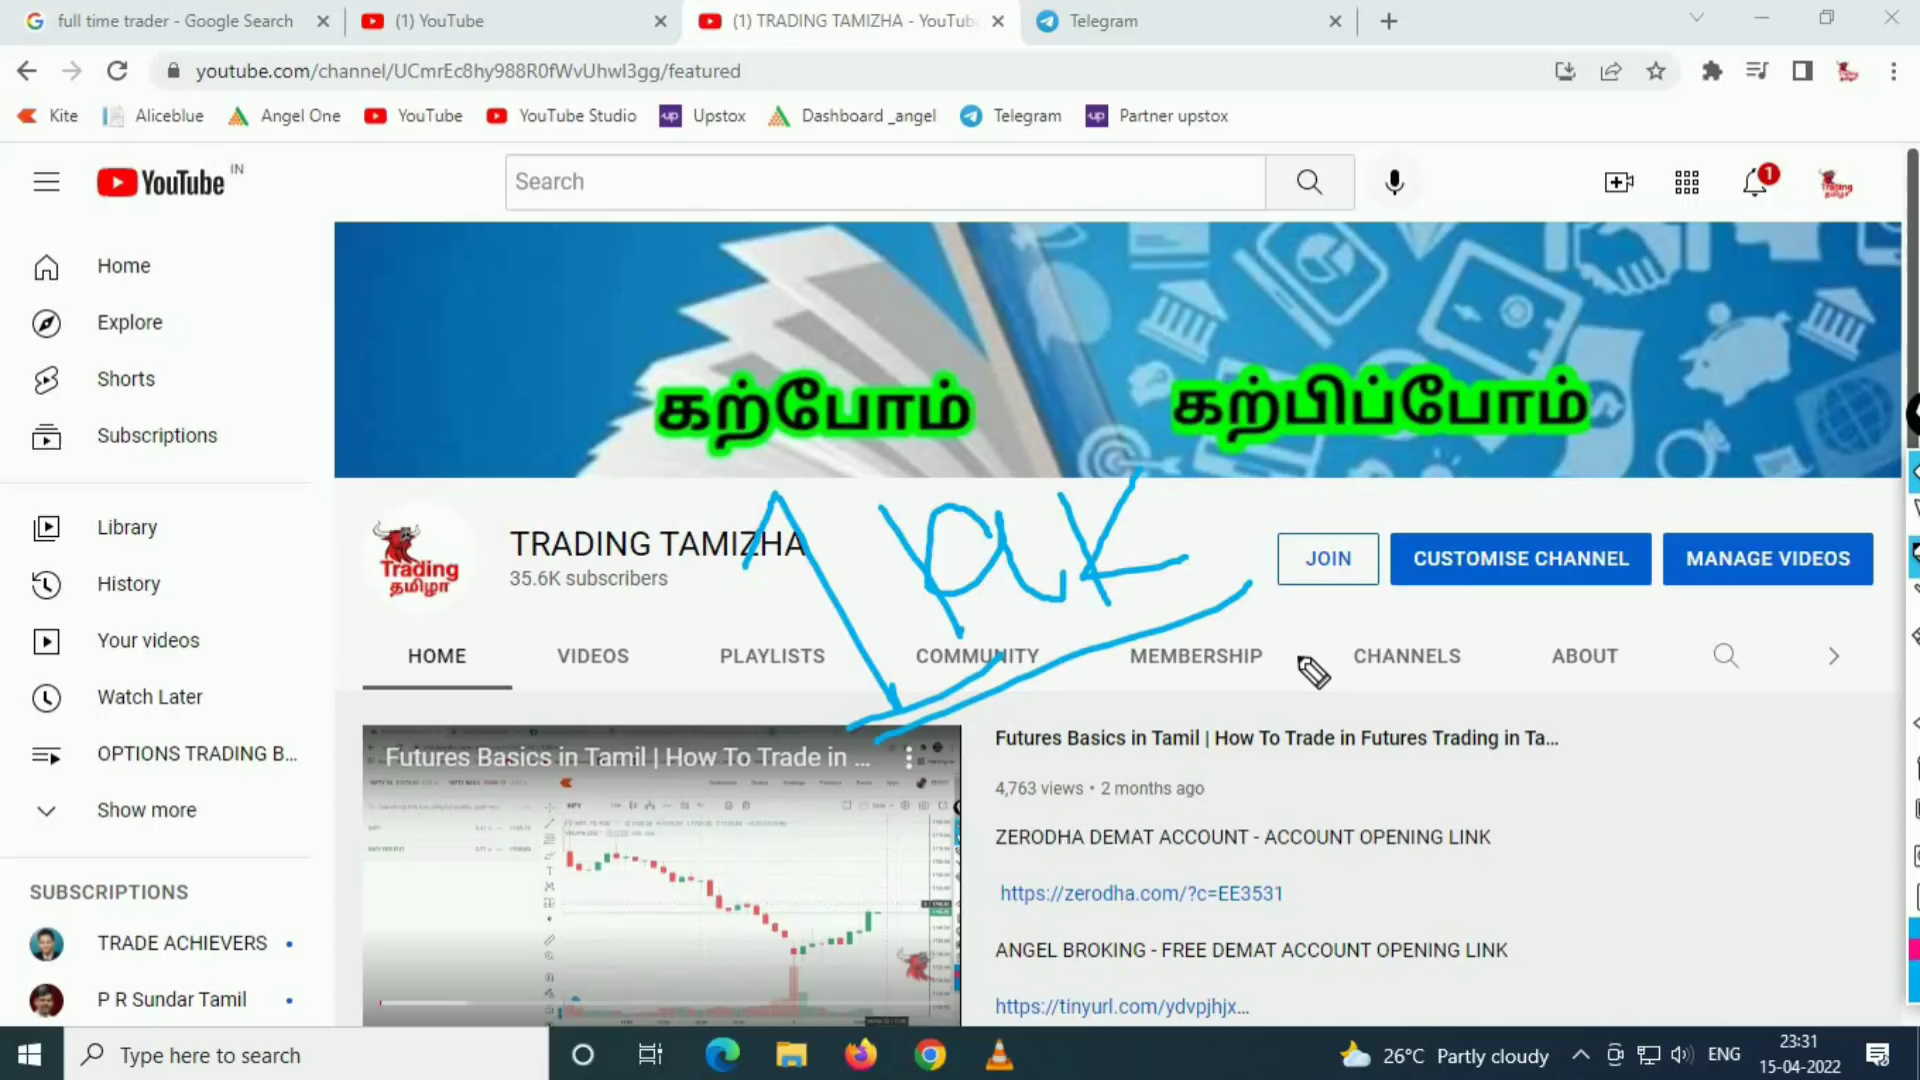 full time trader - Google Search
(1) YouTube
(1) TRADING TAMIZHA - YouTub
Telegram
youtube.com/channel/UCmrEc8hy988R0fWvUhwI3gg/featured
Kite
Aliceblue
Angel One
YouTube
YouTube Studio
Upstox
Dashboard _angel
Telegram
Partner upstox
YouTube IN
Search
1
Trading தமிழா
Home
Explore
Shorts
Subscriptions
Library
History
Your videos
Watch Later
OPTIONS TRADING B...
Show more
SUBSCRIPTIONS
TRADE ACHIEVERS
P R Sundar Tamil
கற்போம்
கற்பிப்போம்
Trading தமிழா
TRADING TAMIZHA
35.6K subscribers
JOIN
CUSTOMISE CHANNEL
MANAGE VIDEOS
HOME
VIDEOS
PLAYLISTS
COMMUNITY
MEMBERSHIP
CHANNELS
ABOUT
Futures Basics in Tamil | How To Trade in ...
Futures Basics in Tamil | How To Trade in Futures Trading in Ta...
4,763 views • 2 months ago
ZERODHA DEMAT ACCOUNT - ACCOUNT OPENING LINK
https://zerodha.com/?c=EE3531
ANGEL BROKING - FREE DEMAT ACCOUNT OPENING LINK
https://tinyurl.com/ydvpjhjx...
Type here to search
26°C Partly cloudy
ENG
23:31
15-04-2022